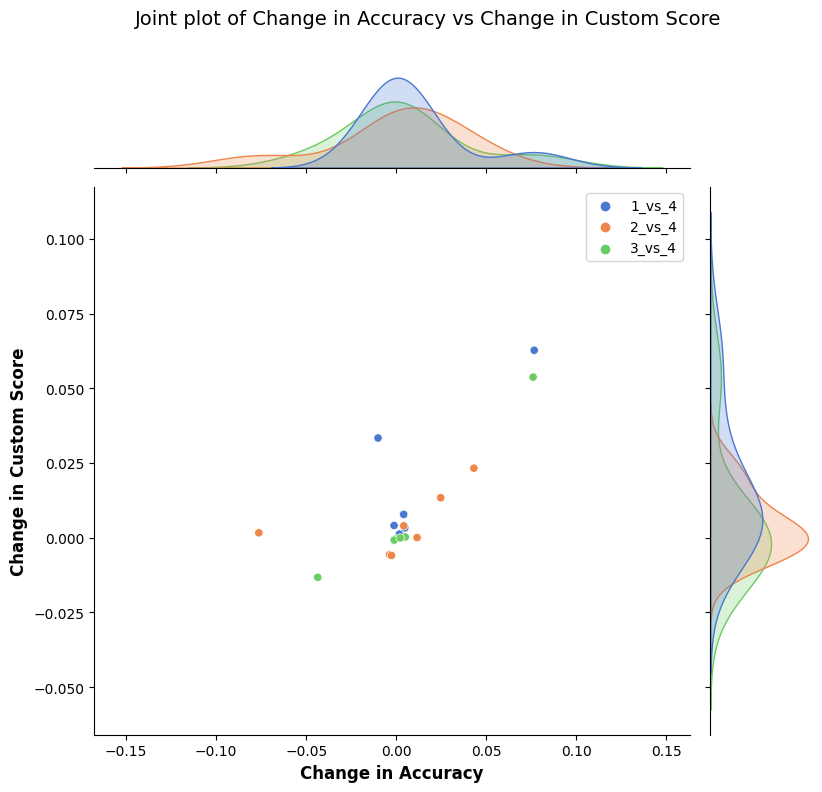 Joint plot of Change in Accuracy vs Change in Custom Score
1_vs_4
2_vs_4
3_vs_4
Change in Custom Score
0.100
0.075
0.050
0.025
0.000
−0.025
−0.050
−0.15
−0.10
−0.05
0.00
0.05
0.10
0.15
Change in Accuracy